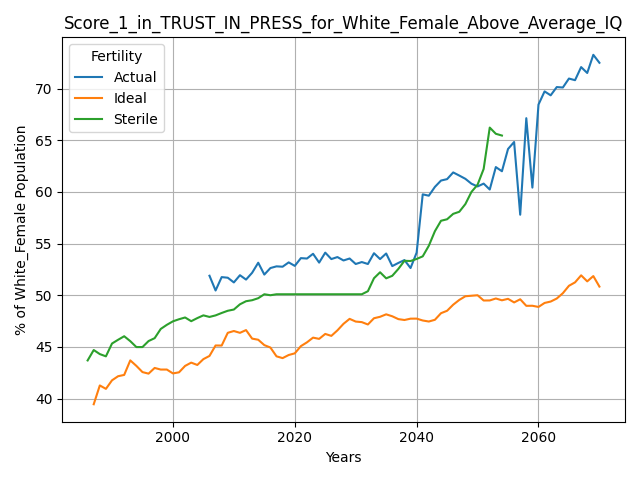 Score_1_in_TRUST_IN_PRESS_for_White_Female_Above_Average_IQ
Fertility
Actual
Ideal
Sterile
% of White_Female Population
70
65
60
55
50
45
40
2000
2020
2040
2060
Years